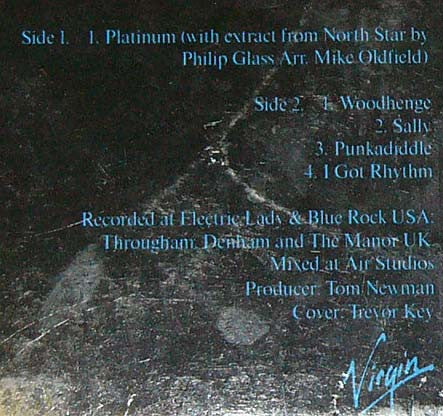 Side 1. 1. Platinum (with extract from North Star by
Philip Glass Arr. Mike Oldfield)
Side 2. 1. Woodhenge
2. Sally
3. Punkadiddle
4. I Got Rhythm
Recorded at Electric Lady & Blue Rock USA.
Througham, Denham and The Manor UK.
Mixed at Air Studios
Producer: Tom Newman
Cover: Trevor Key
Virgin